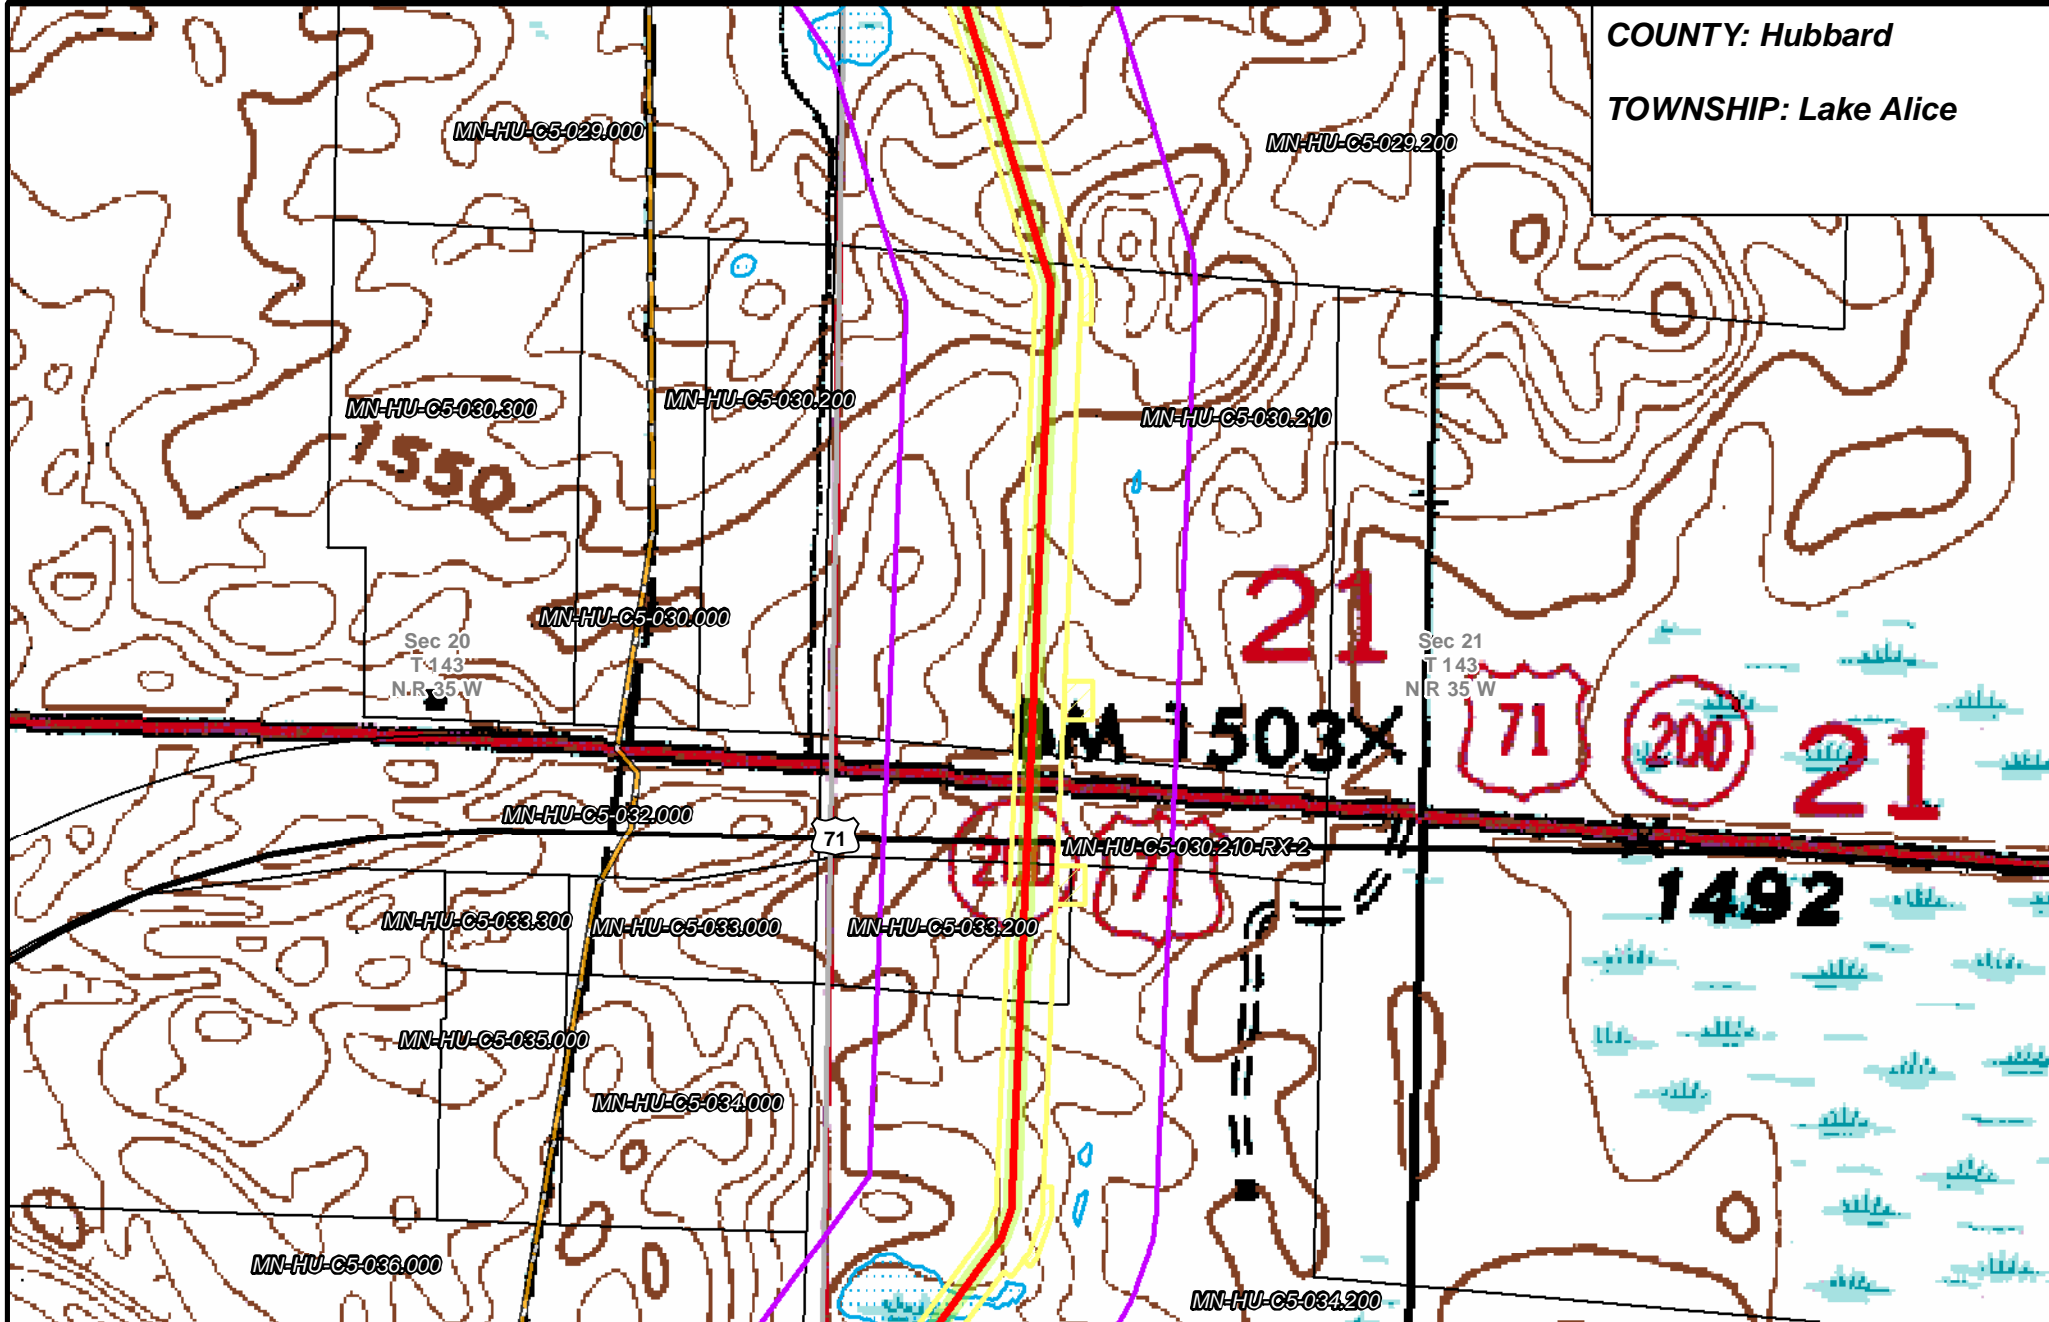 COUNTY: Hubbard
TOWNSHIP: Lake Alice
MN-HU-C5-029.000
MN-HU-C5-029.200
MN-HU-C5-030.300
MN-HU-C5-030.200
MN-HU-C5-030.210
1550
MN-HU-C5-030.000
21
Sec 20
T 143
N R 35 W
Sec 21
T 143
N R 35 W
71
200
21
BM 1503X
MN-HU-C5-032.000
71
MN-HU-C5-030.210-RX-2
200
71
1492
MN-HU-C5-033.300
MN-HU-C5-033.000
MN-HU-C5-033.200
MN-HU-C5-035.000
MN-HU-C5-034.000
MN-HU-C5-036.000
MN-HU-C5-034.200